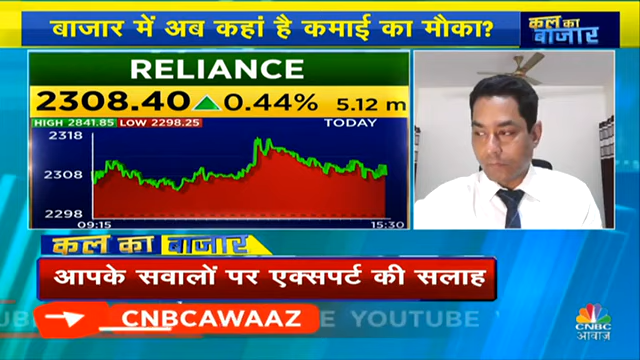 बाजार में अब कहां है कमाई का मौका?
कल का
बाजार
RELIANCE
2308.40 0.44% 5.12 m
HIGH 2841.85 LOW 2298.25 TODAY
2318
2308
2298
09:15 15:30
कल का बाजार
आपके सवालों पर एक्सपर्ट की सलाह
CNBCAWAAZ
YOUTUBE
YOUTUBE
CNBC
आवाज़